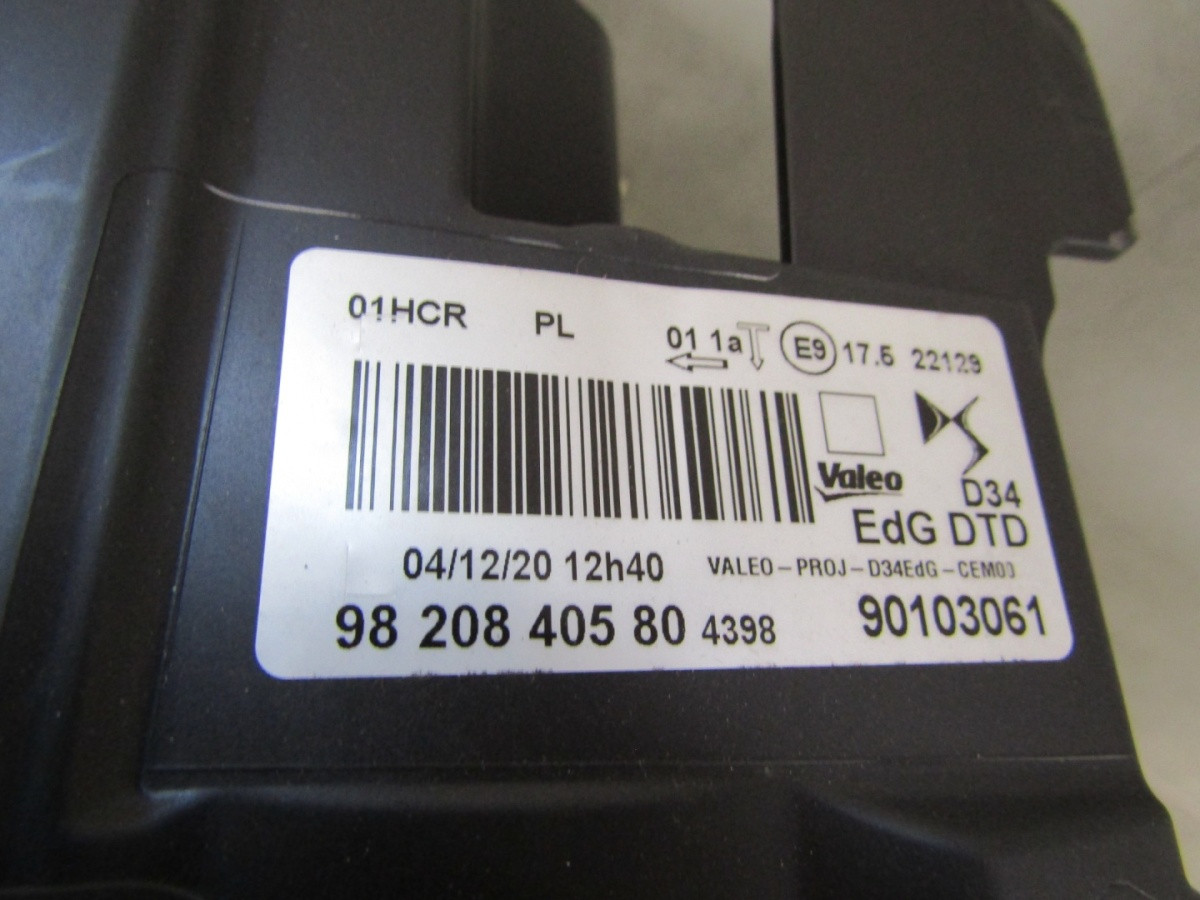 01HCR PL 01 1a E9 17.5 22129
Valeo
D34
EdG DTD
04/12/20 12h40 VALEO-PROJ-D34EdG-CEM00
98 208 405 80 4398 90103061